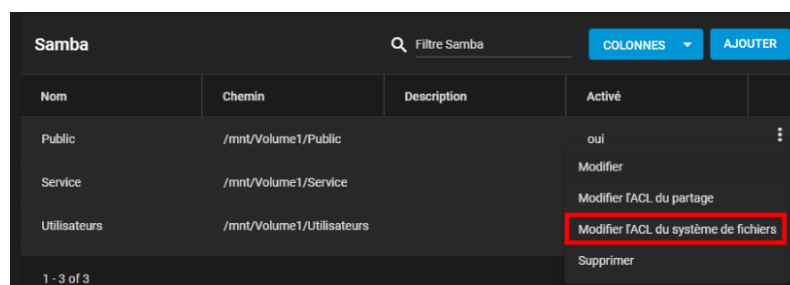 Samba Filtre Samba COLONNES AJOUTER
Nom Chemin Description Activé
Public /mnt/Volume1/Public oui
Modifier
Service /mnt/Volume1/Service
Modifier l'ACL du partage
Utilisateurs /mnt/Volume1/Utilisateurs
Modifier l'ACL du système de fichiers
Supprimer
1 - 3 of 3